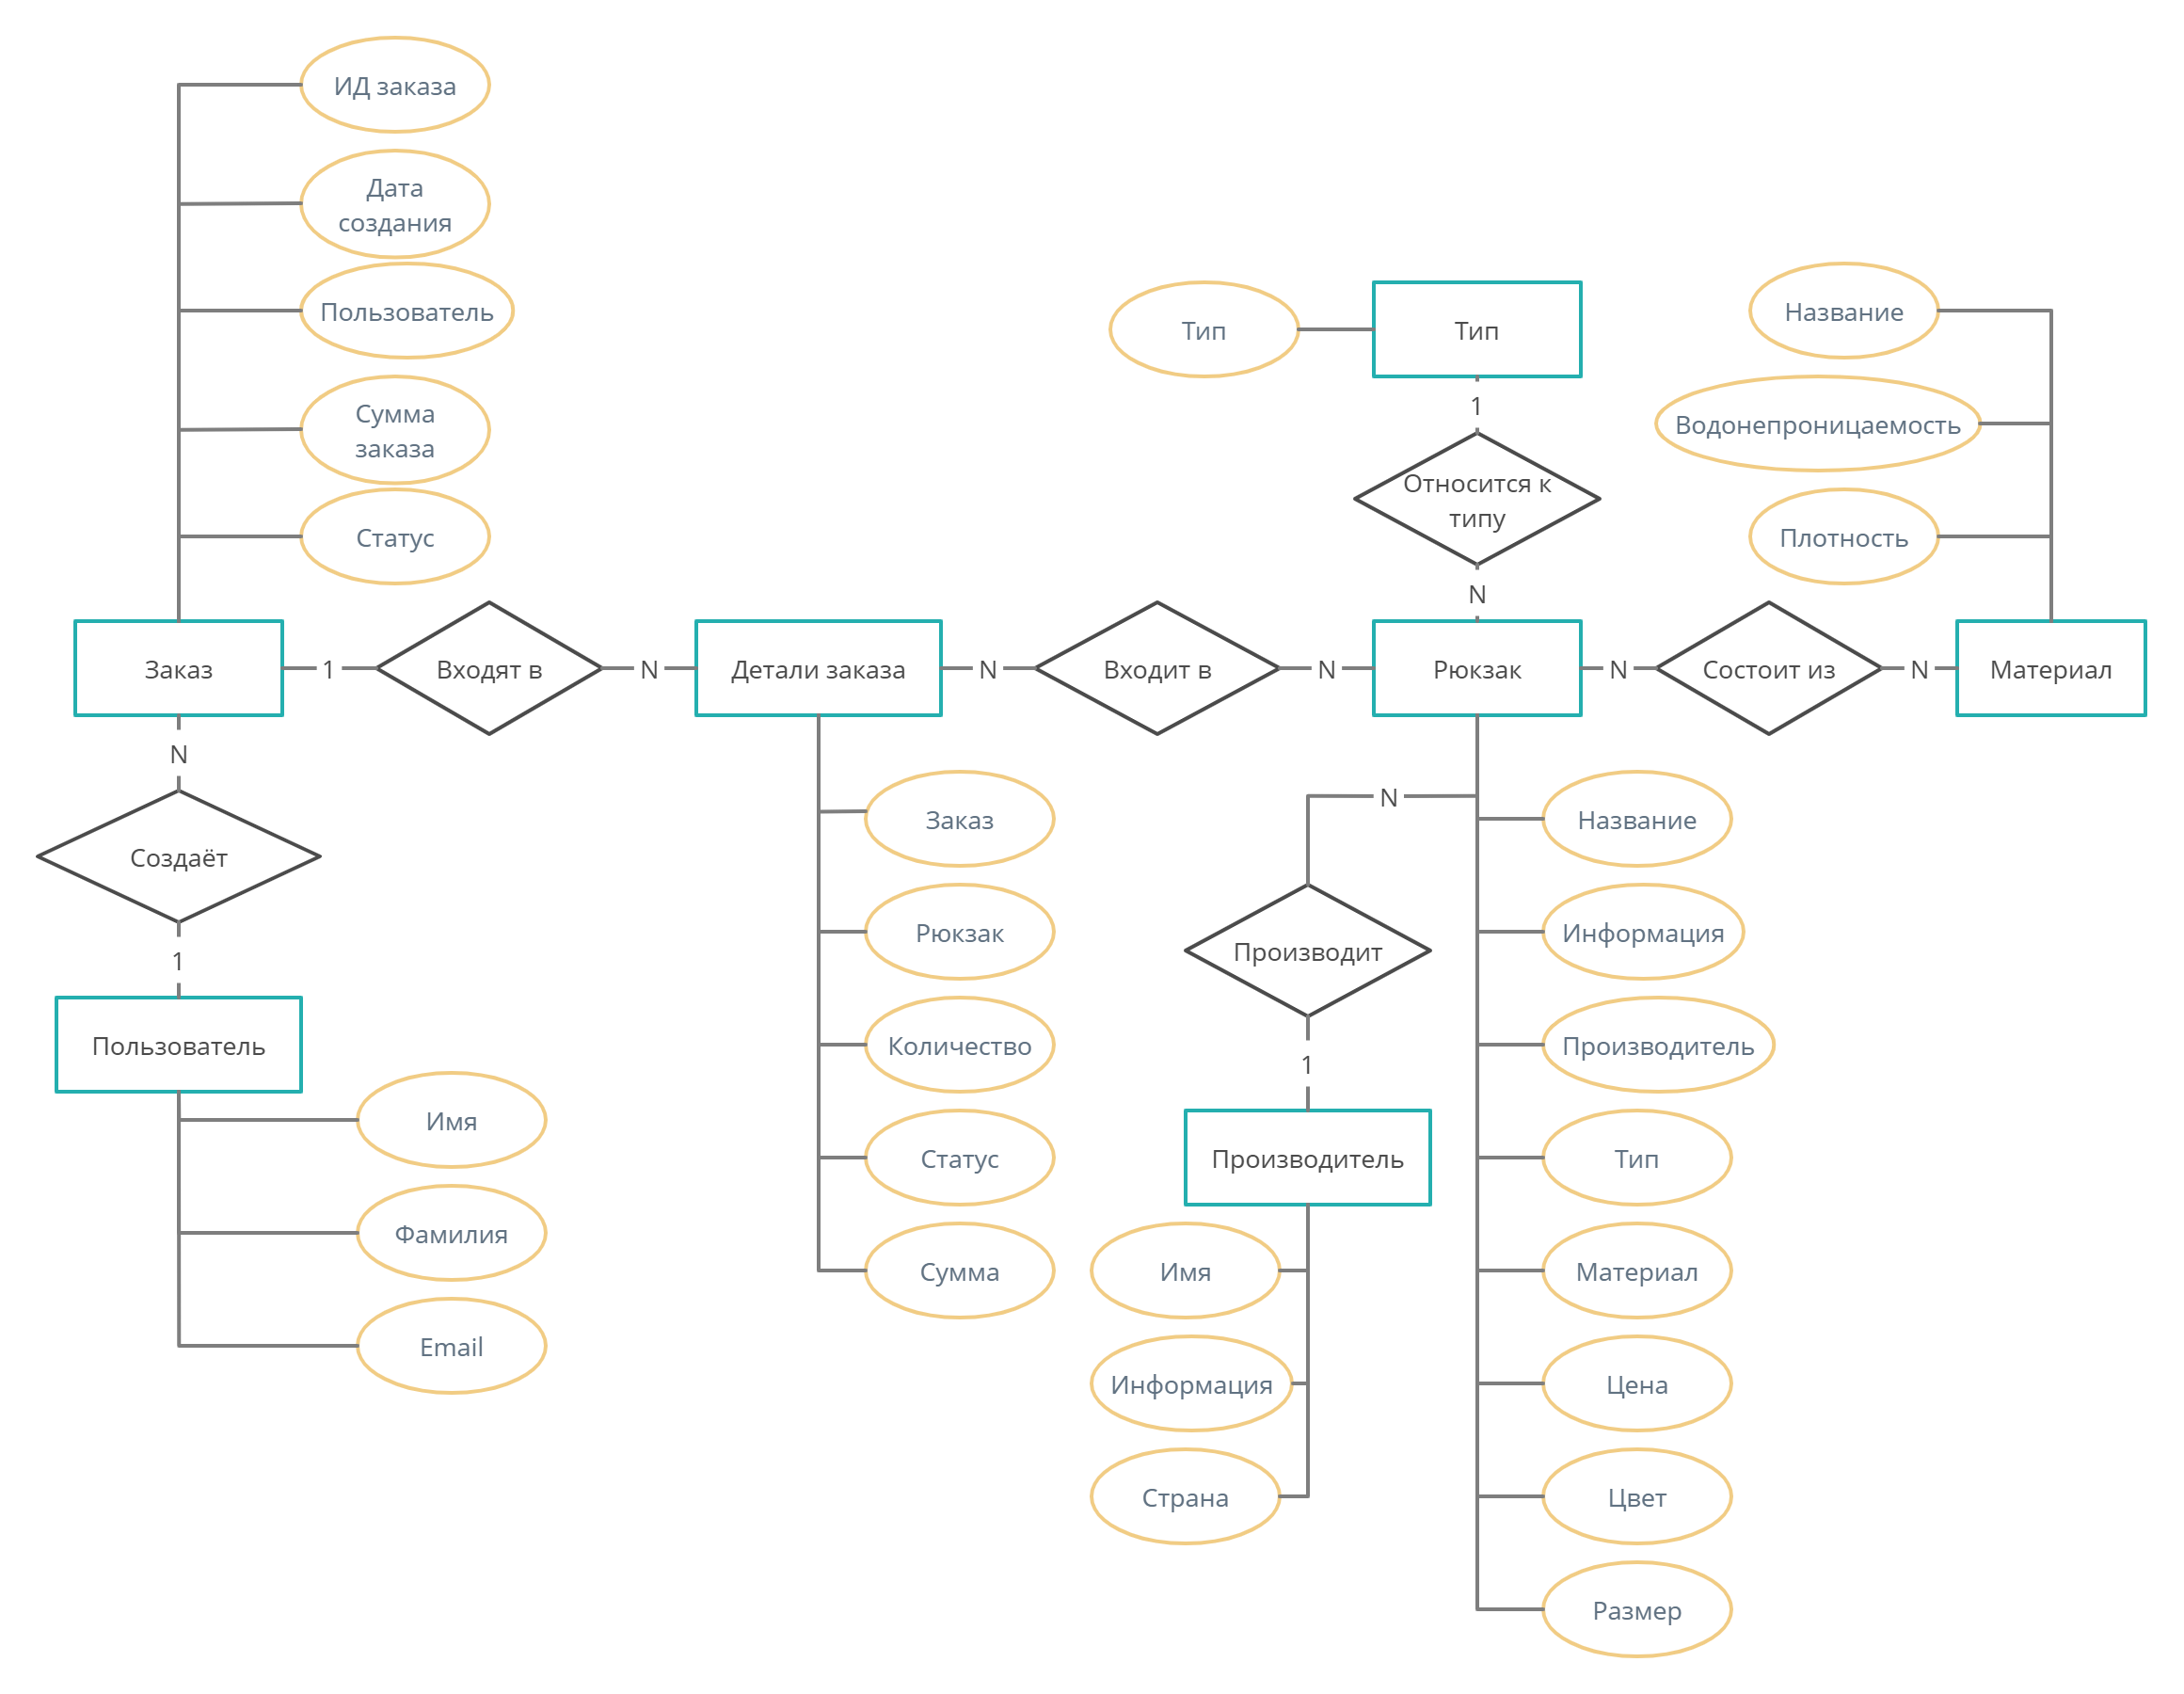 ИД заказа
Дата
создания
Пользователь
Сумма
заказа
Статус
Тип
Тип
1
Относится к
типу
N
Название
Водонепроницаемость
Плотность
Заказ
1
Входят в
N
Детали заказа
N
Входит в
N
Рюкзак
N
Состоит из
N
Материал
N
Создаёт
1
Пользователь
Имя
Фамилия
Email
Заказ
Рюкзак
Количество
Статус
Сумма
N
Производит
1
Производитель
Имя
Информация
Страна
Название
Информация
Производитель
Тип
Материал
Цена
Цвет
Размер